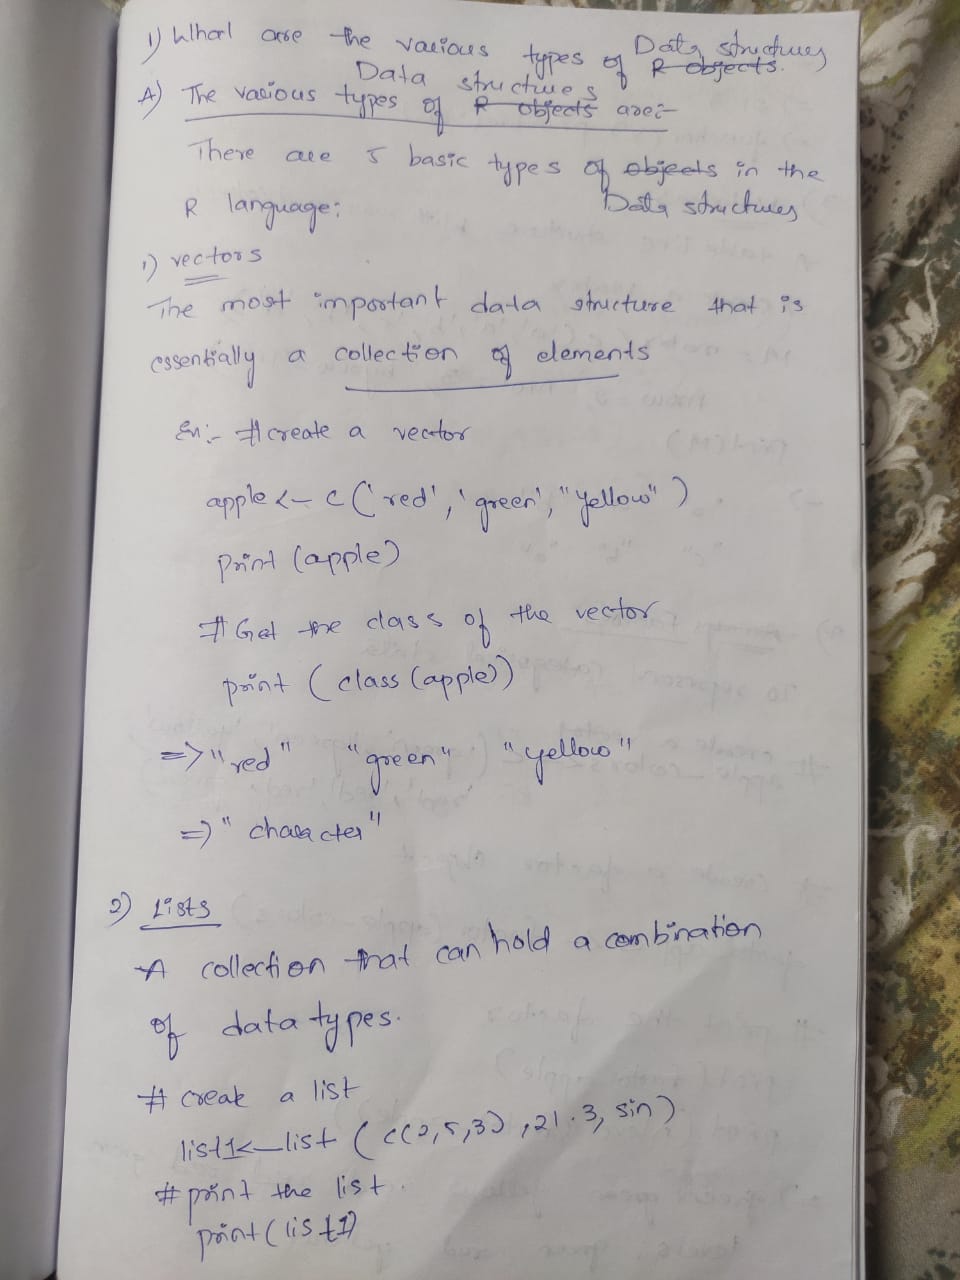 1) What are the various types of R objects. Data structures
Data structures
A) The various types of R objects are:-
There are 5 basic types of objects in the
R language: Data structures
1) vectors
The most important data structure that is
essentially a collection of elements
Ex:- # create a vector
apple <- c('red', 'green', "yellow")
print (apple)
# Get the class of the vector
print (class (apple))
=> "red" "green" "yellow"
=> "character"
2) Lists
A collection that can hold a combination
of data types.
# create a list
list1<-list (c(2,5,3),21.3, sin)
# print the list.
print(list1)